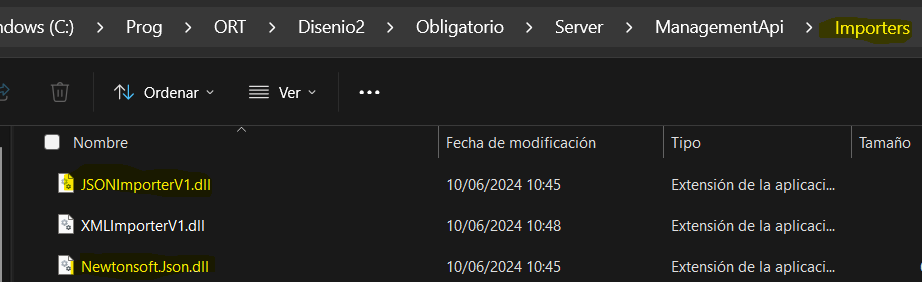 ndows (C:) > Prog > ORT > Disenio2 > Obligatorio > Server > ManagementApi > Importers
Ordenar Ver
Nombre Fecha de modificación Tipo Tamaño
JSONImporterV1.dll 10/06/2024 10:45 Extensión de la aplicaci...
XMLImporterV1.dll 10/06/2024 10:48 Extensión de la aplicaci...
Newtonsoft.Json.dll 10/06/2024 10:45 Extensión de la aplicaci...